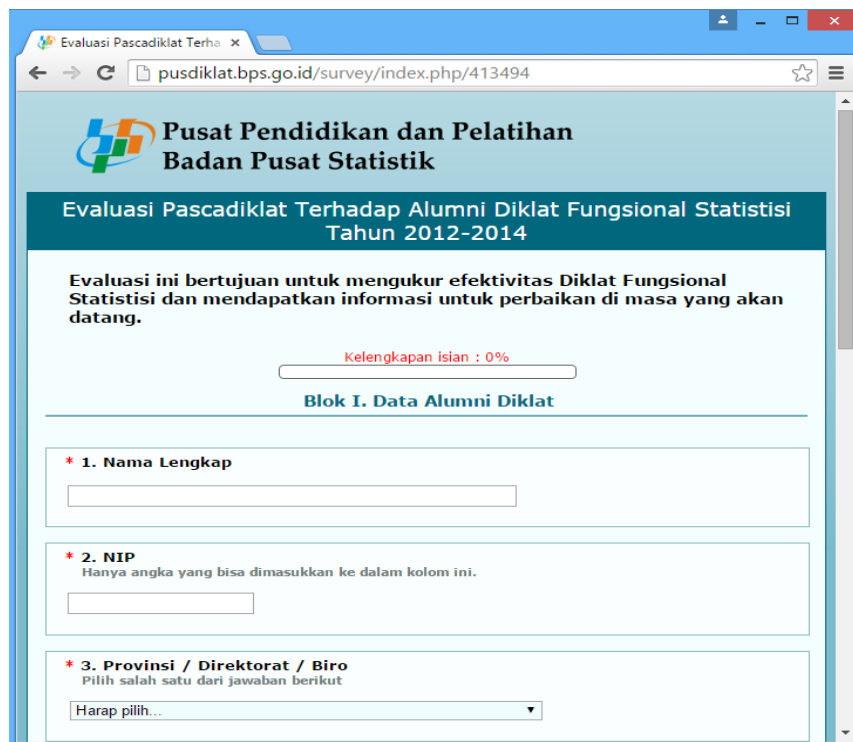 Evaluasi Pascadiklat Terha
pusdiklat.bps.go.id/survey/index.php/413494
Pusat Pendidikan dan Pelatihan
Badan Pusat Statistik
Evaluasi Pascadiklat Terhadap Alumni Diklat Fungsional Statistisi
Tahun 2012-2014
Evaluasi ini bertujuan untuk mengukur efektivitas Diklat Fungsional
Statistisi dan mendapatkan informasi untuk perbaikan di masa yang akan
datang.
Kelengkapan isian : 0%
Blok I. Data Alumni Diklat
* 1. Nama Lengkap
* 2. NIP
Hanya angka yang bisa dimasukkan ke dalam kolom ini.
* 3. Provinsi / Direktorat / Biro
Pilih salah satu dari jawaban berikut
Harap pilih...